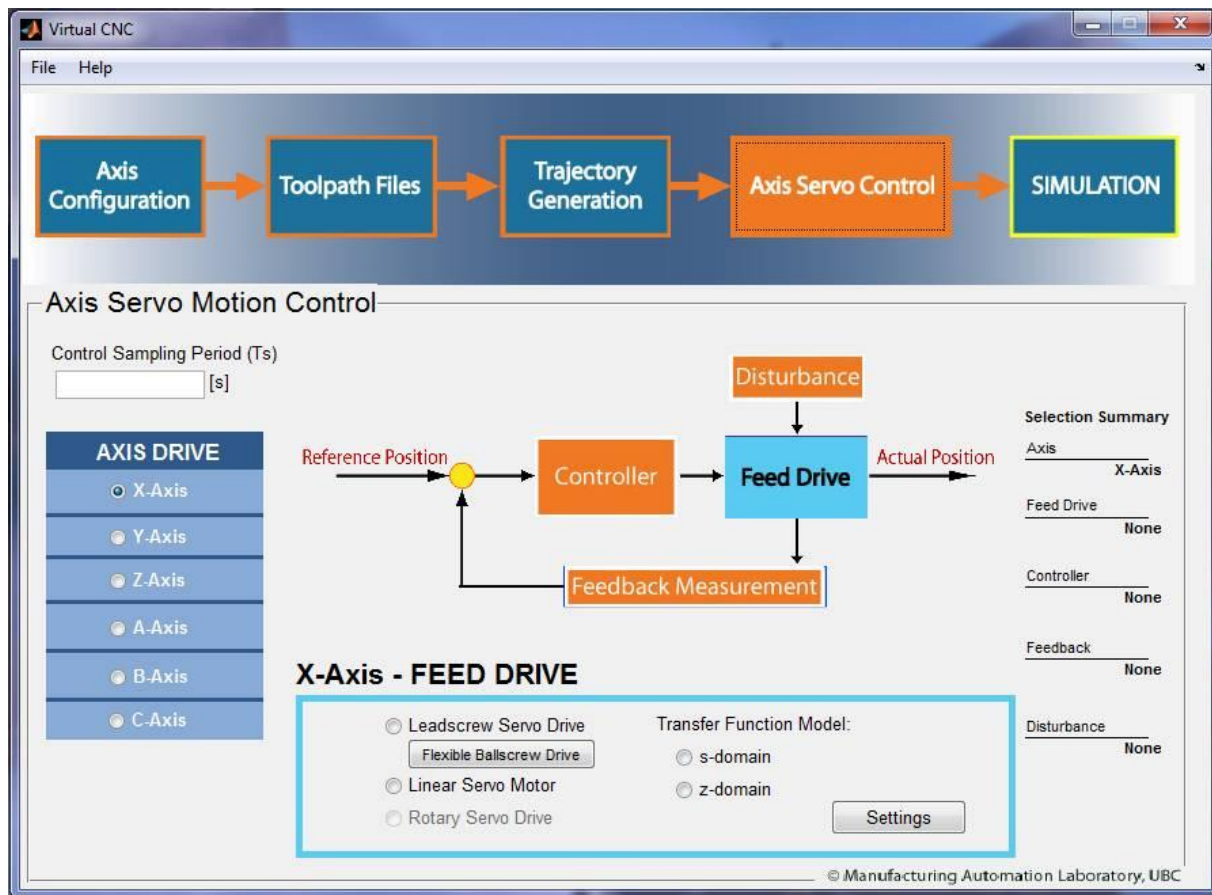 Virtual CNC
File Help
Axis
Configuration
Toolpath Files
Trajectory
Generation
Axis Servo Control
SIMULATION
Axis Servo Motion Control
Control Sampling Period (Ts)
[s]
AXIS DRIVE
X-Axis
Y-Axis
Z-Axis
A-Axis
B-Axis
C-Axis
Disturbance
Reference Position
Controller
Feed Drive
Actual Position
Feedback Measurement
Selection Summary
Axis
X-Axis
Feed Drive
None
Controller
None
Feedback
None
Disturbance
None
X-Axis - FEED DRIVE
Leadscrew Servo Drive
Flexible Ballscrew Drive
Linear Servo Motor
Rotary Servo Drive
Transfer Function Model:
s-domain
z-domain
Settings
© Manufacturing Automation Laboratory, UBC